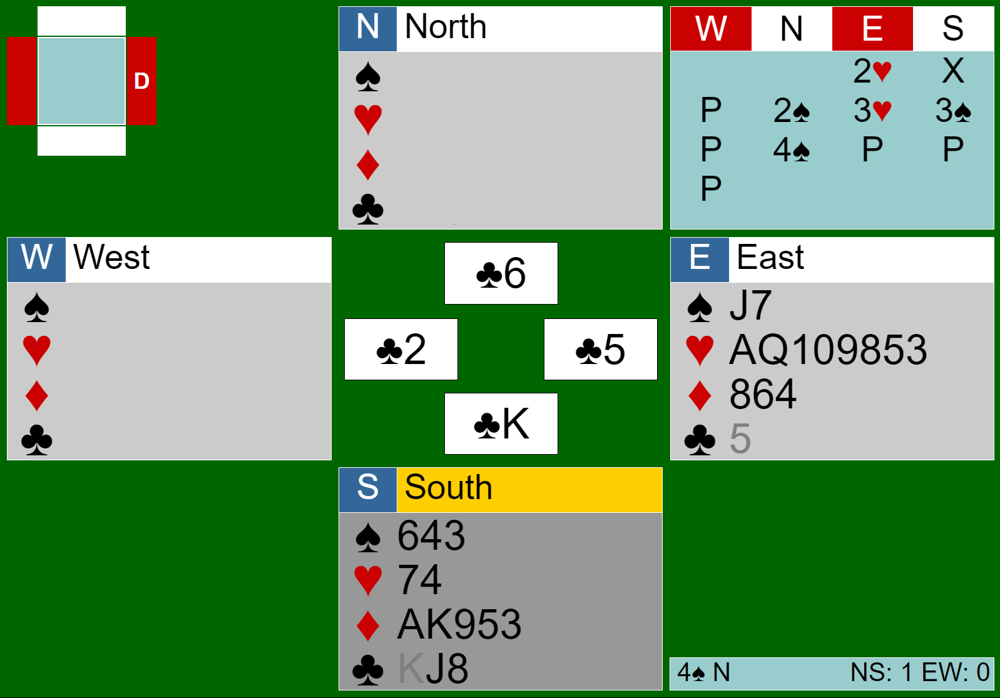 D
N North
♠
♥
♦
♣
W N E S
2♥ X
P 2♠ 3♥ 3♠
P 4♠ P P
P
W West
♠
♥
♦
♣
♣6
♣2 ♣5
♣K
E East
♠ J7
♥ AQ109853
♦ 864
♣ 5
S South
♠ 643
♥ 74
♦ AK953
♣ KJ8
4♠ N NS: 1 EW: 0